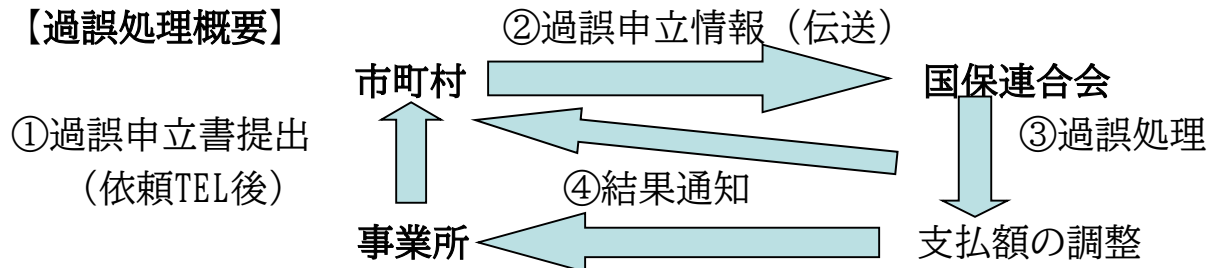 【過誤処理概要】
②過誤申立情報（伝送）
市町村
国保連合会
①過誤申立書提出
（依頼TEL後）
③過誤処理
④結果通知
事業所
支払額の調整